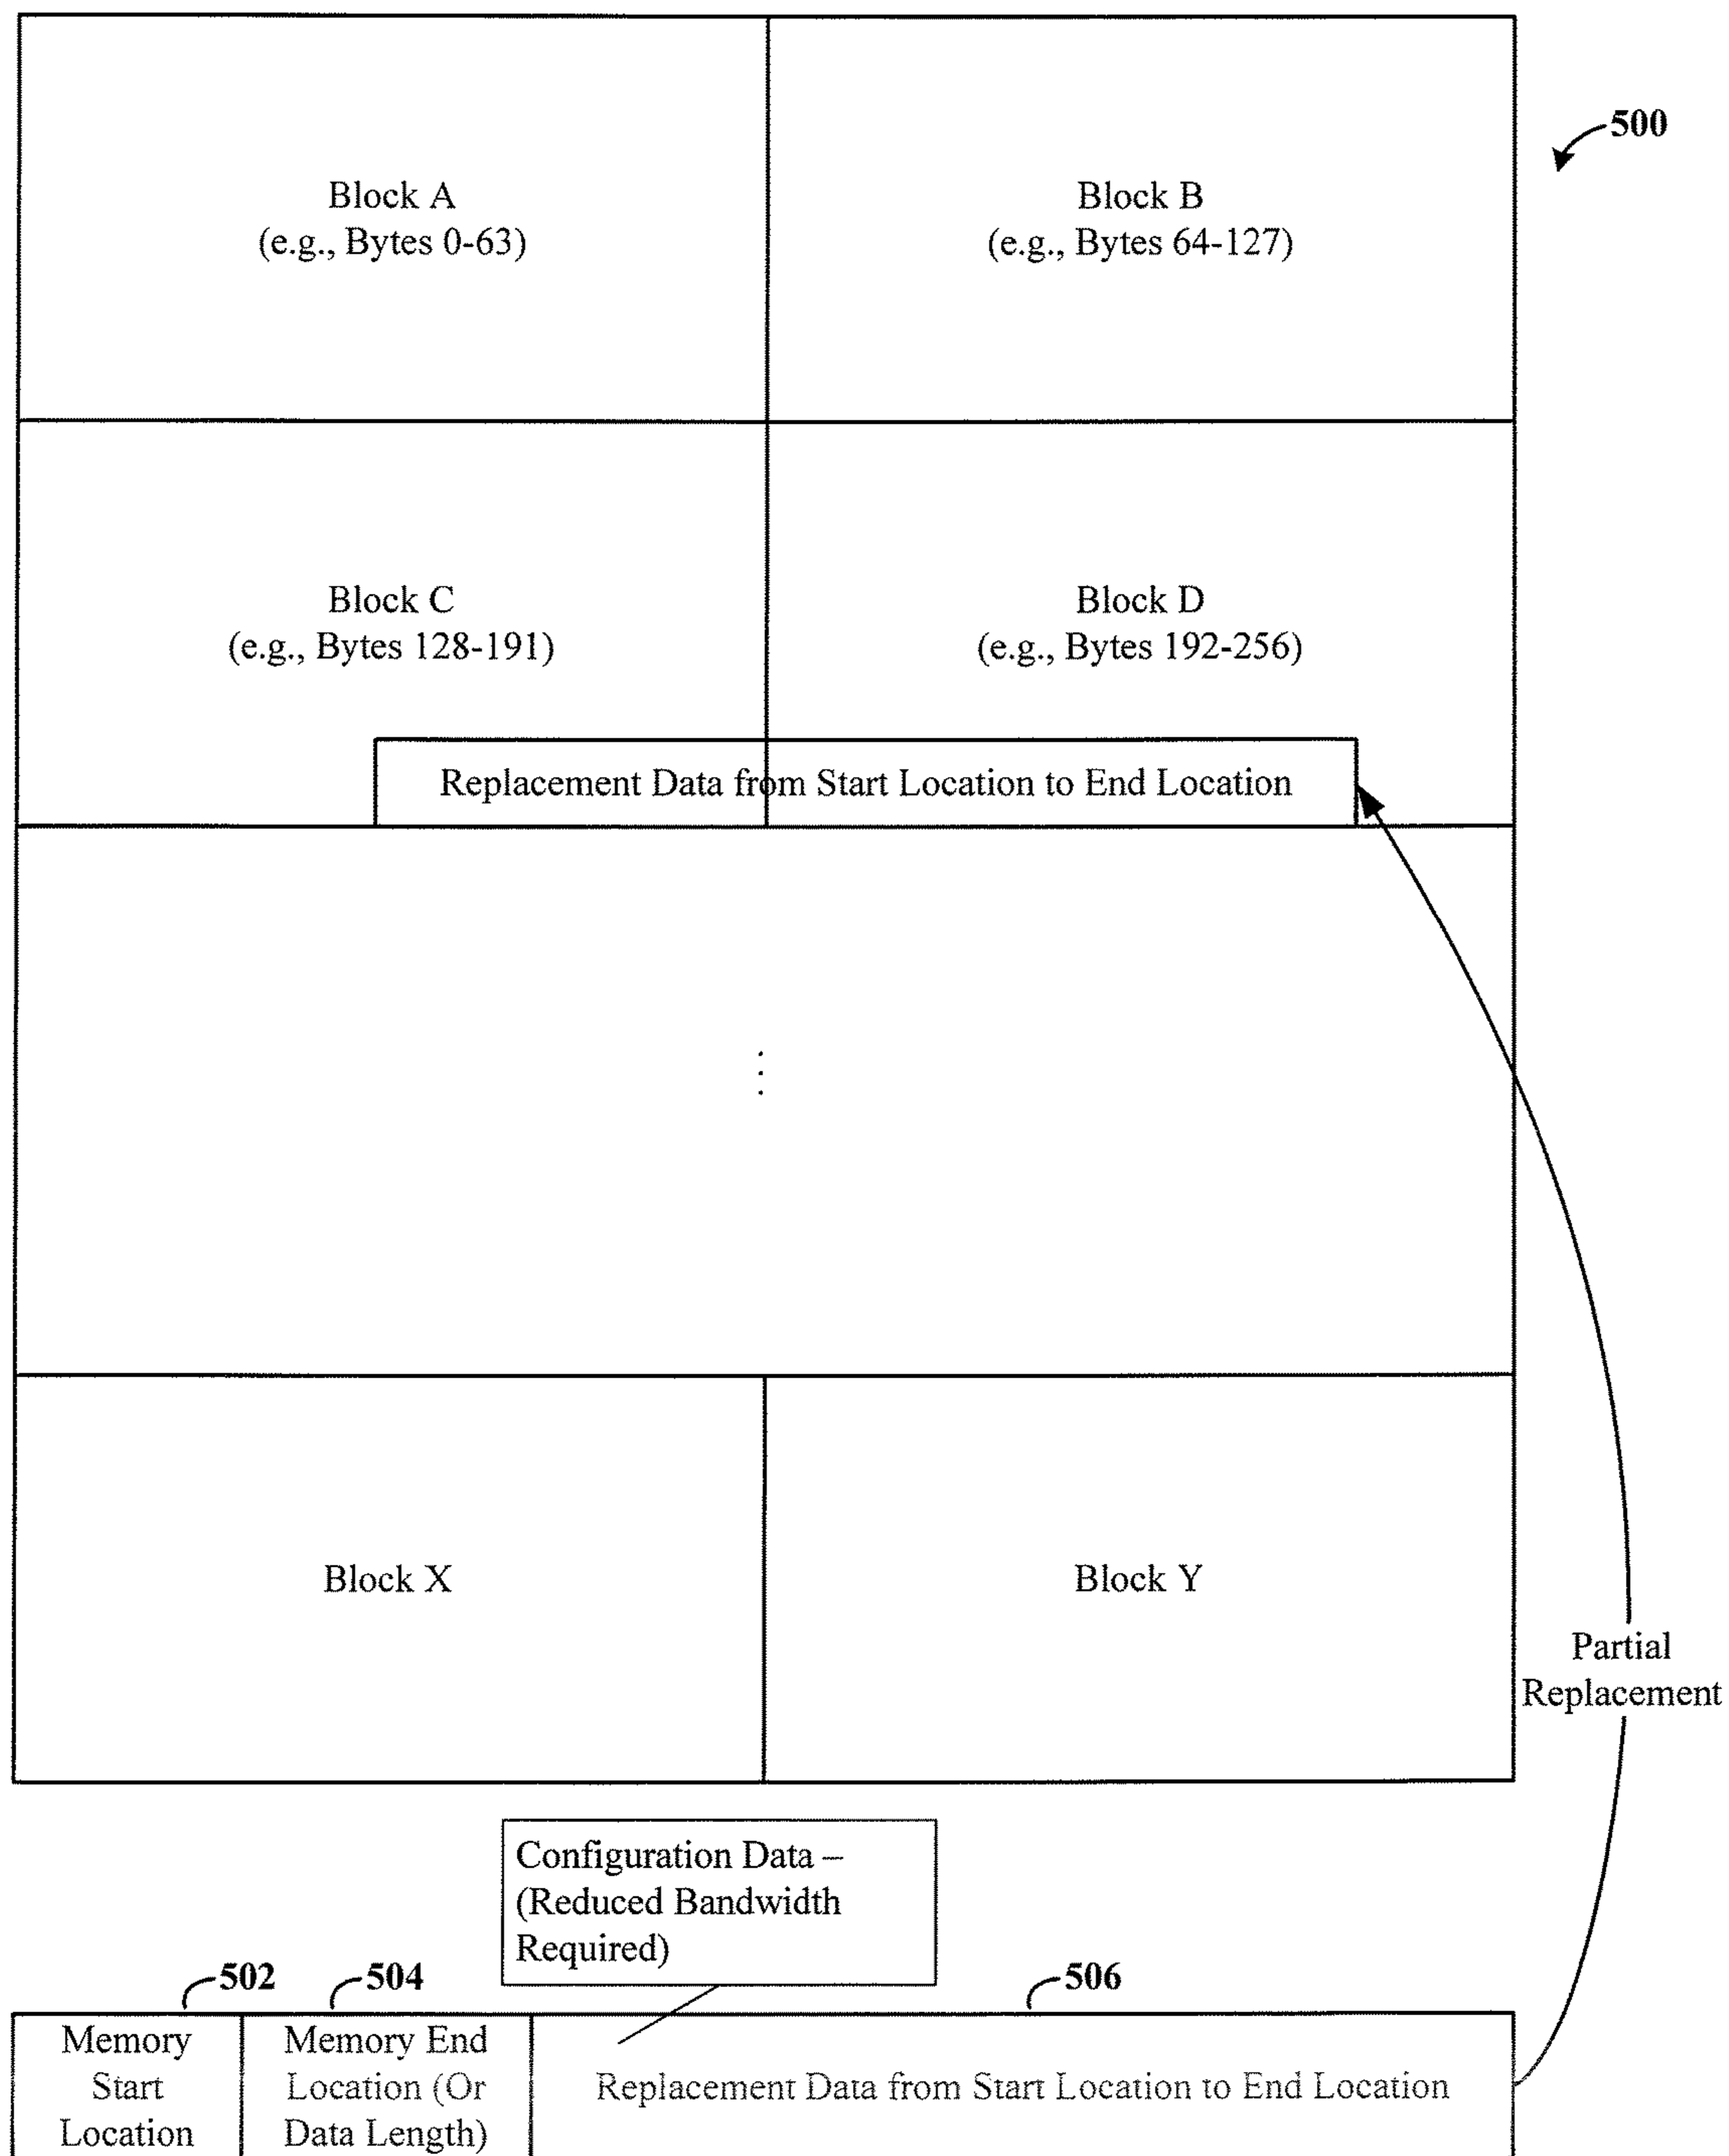 500
Block A
(e.g., Bytes 0-63)
Block B
(e.g., Bytes 64-127)
Block C
(e.g., Bytes 128-191)
Block D
(e.g., Bytes 192-256)
Replacement Data from Start Location to End Location
⋮
Block X
Block Y
Partial
Replacement
Configuration Data –
(Reduced Bandwidth
Required)
502
504
506
Memory
Start
Location
Memory End
Location (Or
Data Length)
Replacement Data from Start Location to End Location